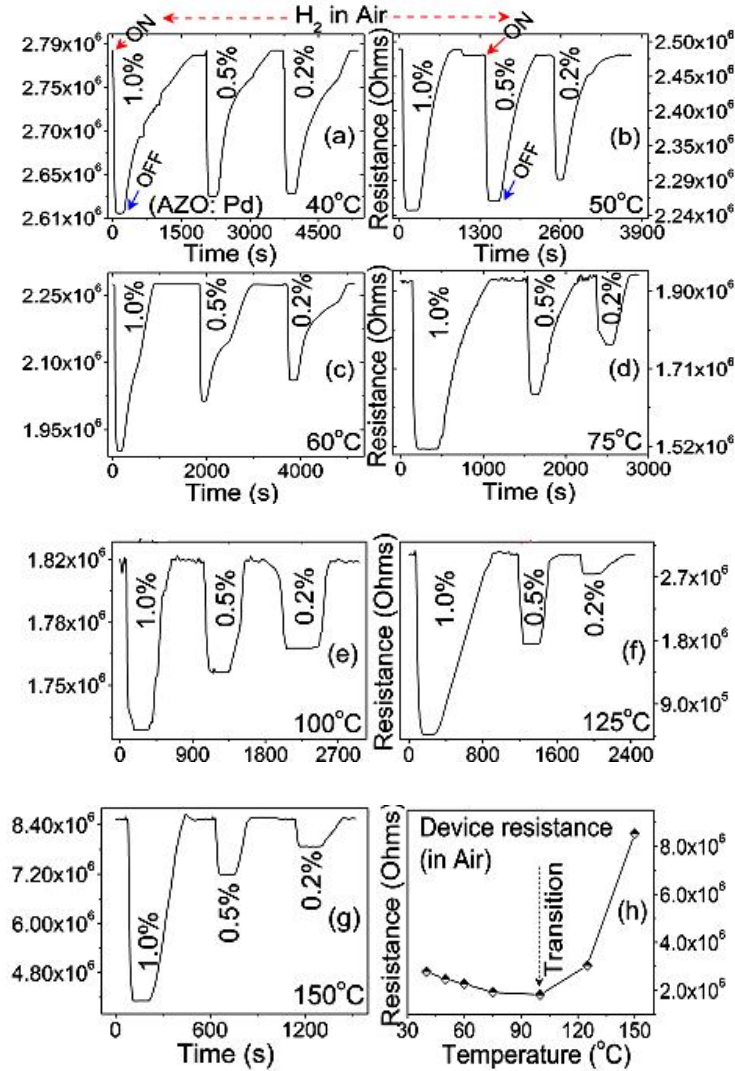 H2 in Air
ON
ON
2.79x10^6
2.75x10^6
2.70x10^6
2.65x10^6
2.61x10^6
1.0%
0.5%
0.2%
(a)
OFF
(AZO: Pd)
40°C
0 1500 3000 4500
Time (s)
Resistance (Ohms)
1.0%
0.5%
0.2%
(b)
OFF
50°C
2.50x10^6
2.45x10^6
2.40x10^6
2.34x10^6
2.29x10^6
2.24x10^6
0 1300 2600 3900
Time (s)
2.25x10^6
2.10x10^6
1.95x10^6
1.0%
0.5%
0.2%
(c)
60°C
0 2000 4000
Time (s)
Resistance (Ohms)
1.0%
0.5%
0.2%
(d)
75°C
1.90x10^6
1.71x10^6
1.52x10^6
0 1000 2000 3000
Time (s)
1.82x10^6
1.78x10^6
1.75x10^6
1.0%
0.5%
0.2%
(e)
100°C
0 900 1800 2700
Resistance (Ohms)
1.0%
0.5%
0.2%
(f)
125°C
2.7x10^6
1.8x10^6
9.0x10^5
0 800 1600 2400
8.40x10^6
7.20x10^6
6.00x10^6
4.80x10^6
1.0%
0.5%
0.2%
(g)
150°C
0 600 1200
Time (s)
Resistance (Ohms)
Device resistance
(in Air)
Transition
(h)
8.0x10^6
6.0x10^6
4.0x10^6
2.0x10^6
30 60 90 120 150
Temperature (°C)